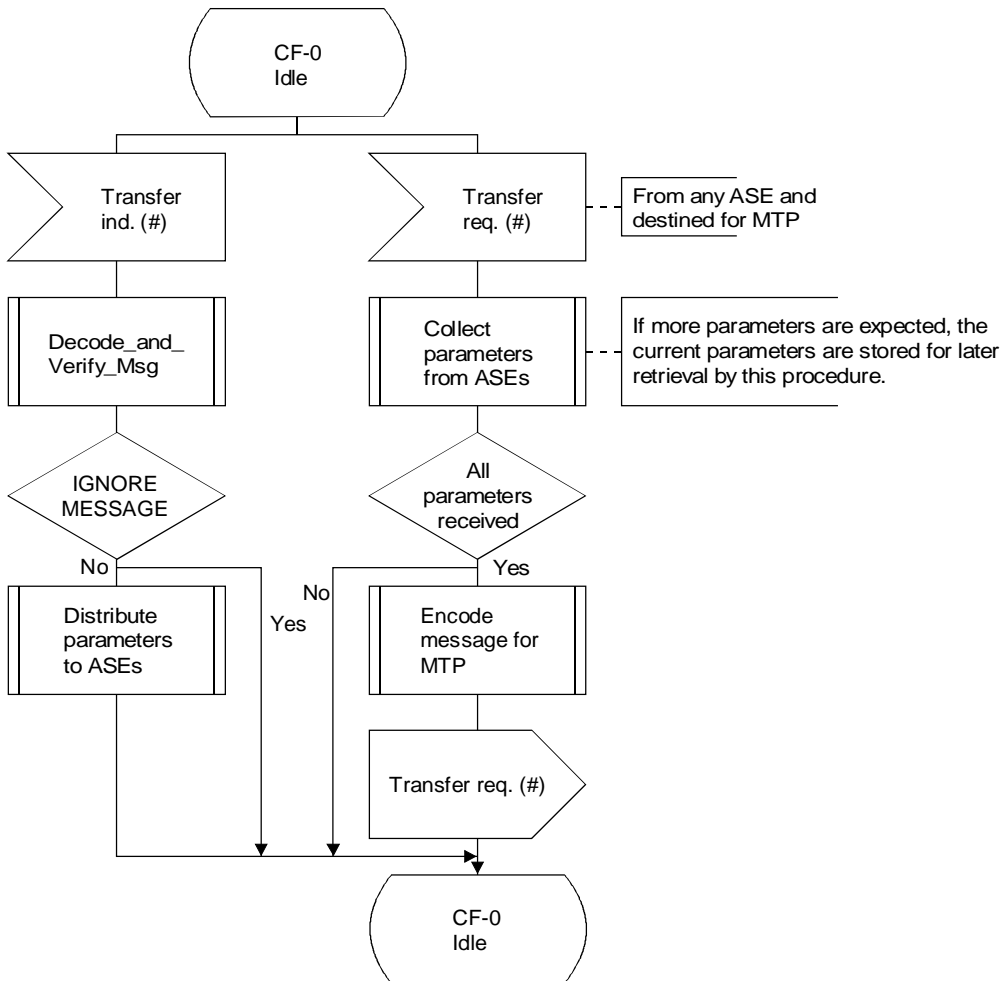 CF-0
Idle
Transfer
ind. (#)
Transfer
req. (#)
From any ASE and
destined for MTP
Decode_and_
Verify_Msg
Collect
parameters
from ASEs
If more parameters are expected, the
current parameters are stored for later
retrieval by this procedure.
IGNORE
MESSAGE
All
parameters
received
No
Yes
No
Yes
Distribute
parameters
to ASEs
Encode
message for
MTP
Transfer req. (#)
CF-0
Idle